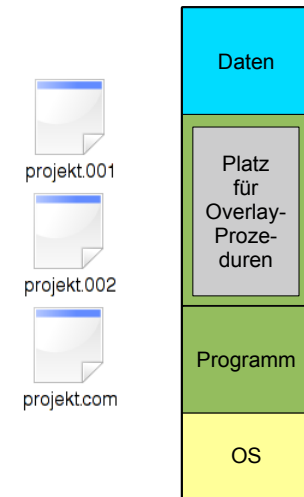 projekt.001
projekt.002
projekt.com
Daten
Platz
für
Overlay-
Proze-
duren
Programm
OS